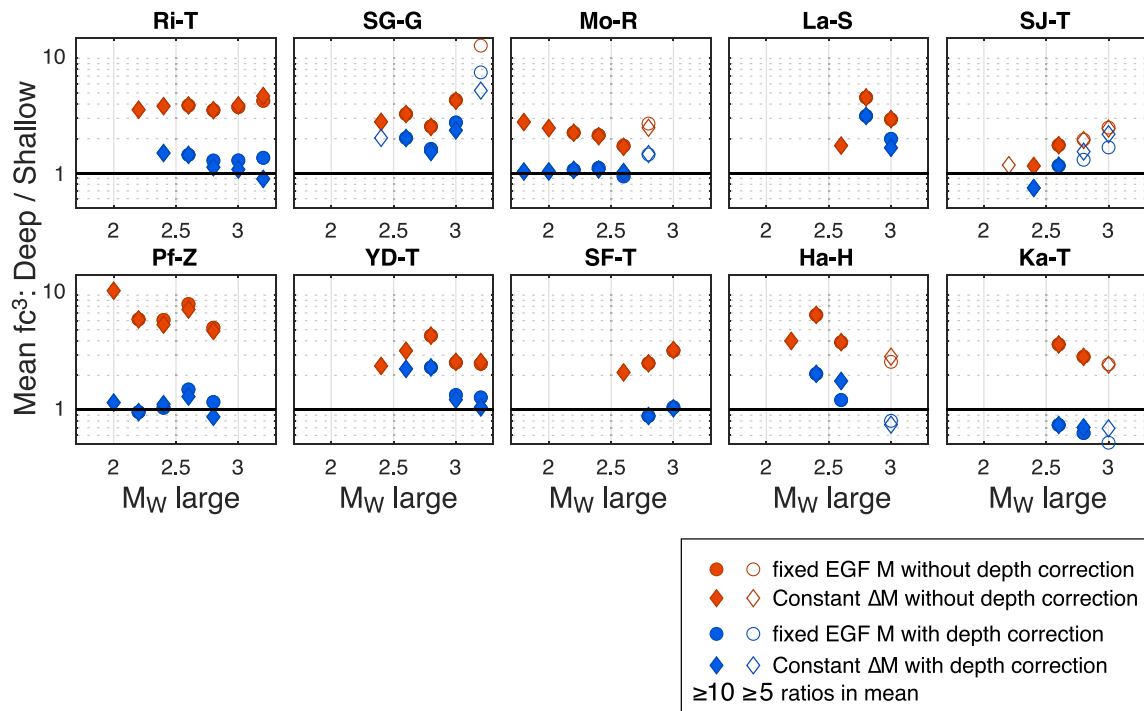 Ri-T SG-G Mo-R La-S SJ-T
10
1
2 2.5 3 2 2.5 3 2 2.5 3 2 2.5 3 2 2.5 3
Pf-Z YD-T SF-T Ha-H Ka-T
10
1
2 2.5 3 2 2.5 3 2 2.5 3 2 2.5 3 2 2.5 3
Mean fc³: Deep / Shallow
M_W large M_W large M_W large M_W large M_W large
fixed EGF M without depth correction
Constant ΔM without depth correction
fixed EGF M with depth correction
Constant ΔM with depth correction
≥10 ≥5 ratios in mean